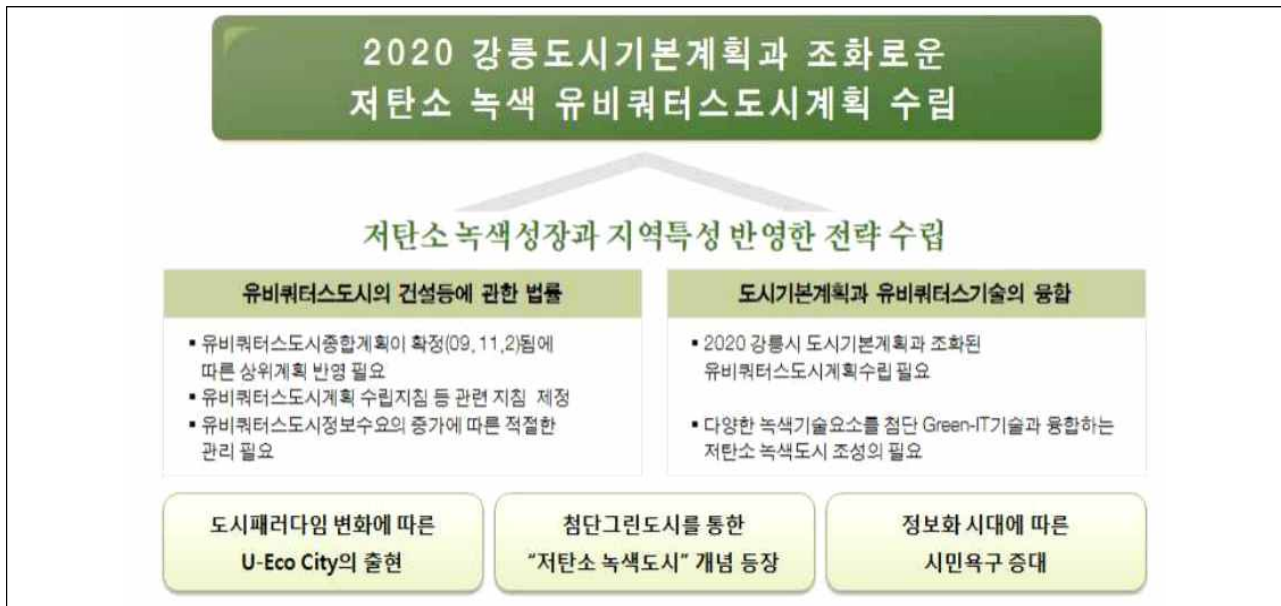 2020 강릉도시기본계획과 조화로운
저탄소 녹색 유비쿼터스도시계획 수립
저탄소 녹색성장과 지역특성 반영한 전략 수립
유비쿼터스도시의 건설등에 관한 법률
▪ 유비쿼터스도시종합계획이 확정(09, 11,2)됨에
따른 상위계획 반영 필요
▪ 유비쿼터스도시계획 수립지침 등 관련 지침 제정
▪ 유비쿼터스도시정보수요의 증가에 따른 적절한
관리 필요
도시기본계획과 유비쿼터스기술의 융합
▪ 2020 강릉시 도시기본계획과 조화된
유비쿼터스도시계획수립 필요
▪ 다양한 녹색기술요소를 첨단 Green-IT기술과 융합하는
저탄소 녹색도시 조성의 필요
도시패러다임 변화에 따른
U-Eco City의 출현
첨단그린도시를 통한
“저탄소 녹색도시” 개념 등장
정보화 시대에 따른
시민욕구 증대